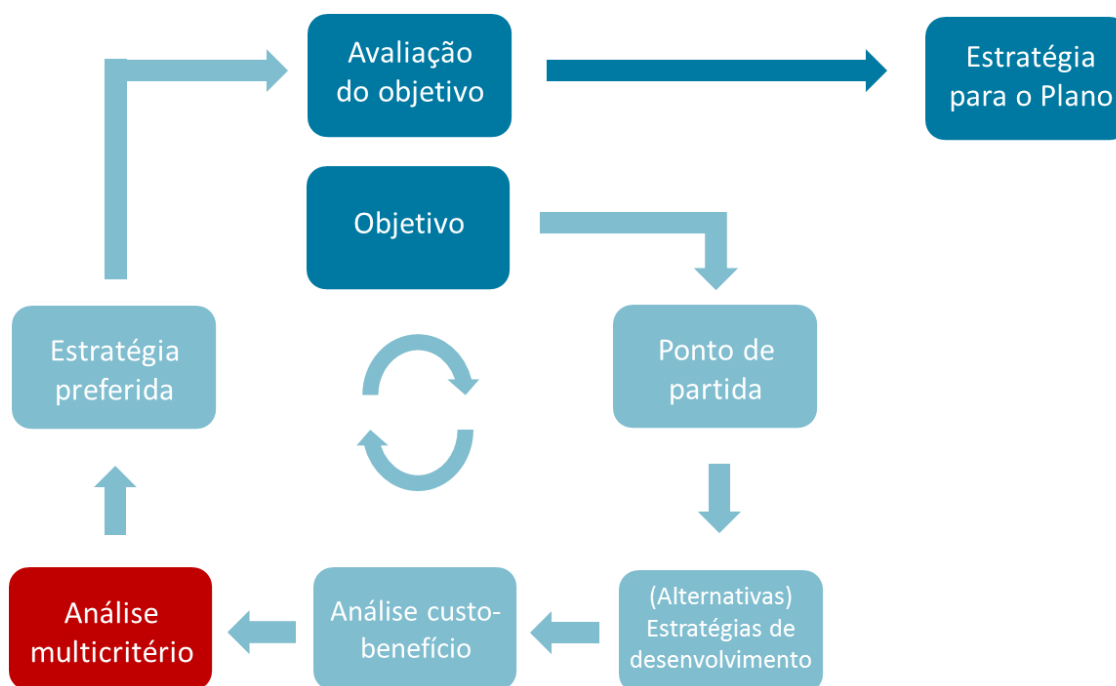 Avaliação
do objetivo
Estratégia
para o Plano
Objetivo
Estratégia
preferida
Ponto de
partida
Análise
multicritério
Análise custo-
benefício
(Alternativas)
Estratégias de
desenvolvimento